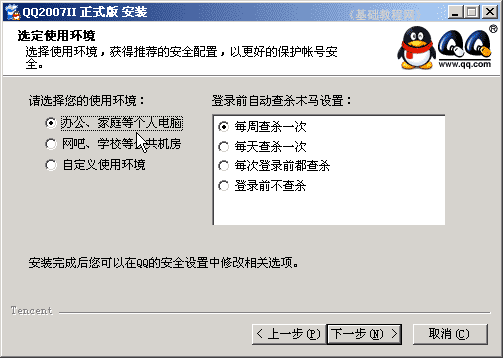 QQ2007II 正式版 安装
《基础教程网》
选定使用环境
选择使用环境，获得推荐的安全配置，以更好的保护帐号安
全。
www.qq.com
请选择您的使用环境：
办公、家庭等个人电脑
网吧、学校等 共机房
自定义使用环境
登录前自动查杀木马设置：
每周查杀一次
每天查杀一次
每次登录前都查杀
登录前不查杀
安装完成后您可以在QQ的安全设置中修改相关选项。
Tencent
< 上一步(P)
下一步(N) >
取消(C)